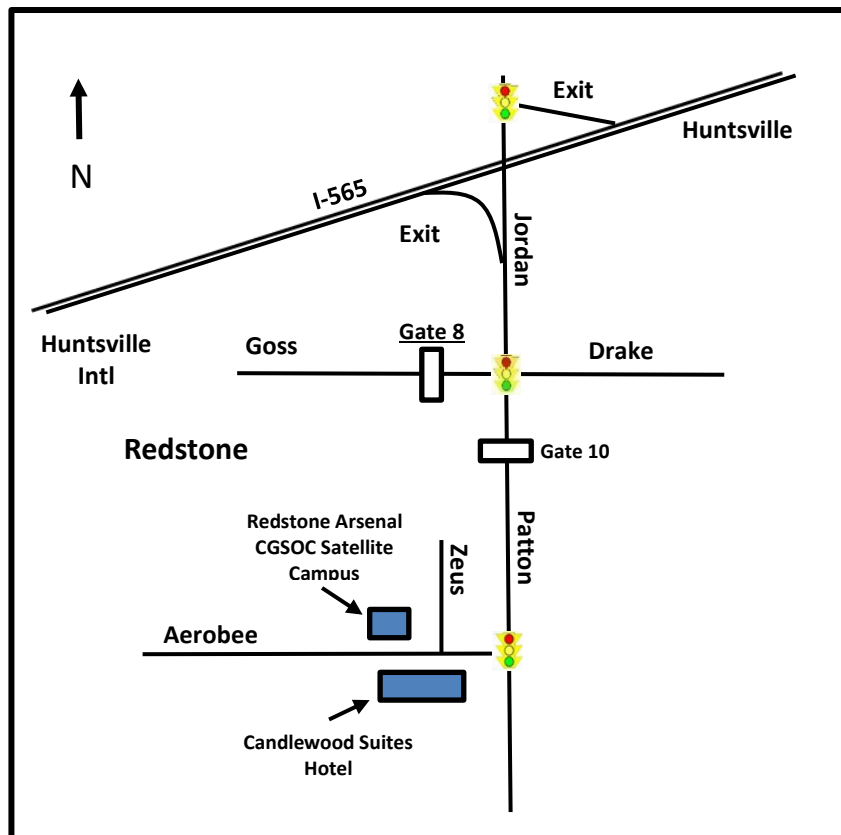 Exit
Huntsville
N
I-565
Exit
Jordan
Gate 8
Huntsville
Intl
Goss
Drake
Redstone
Gate 10
Patton
Redstone Arsenal
CGSOC Satellite
Campus
Zeus
Aerobee
Candlewood Suites
Hotel